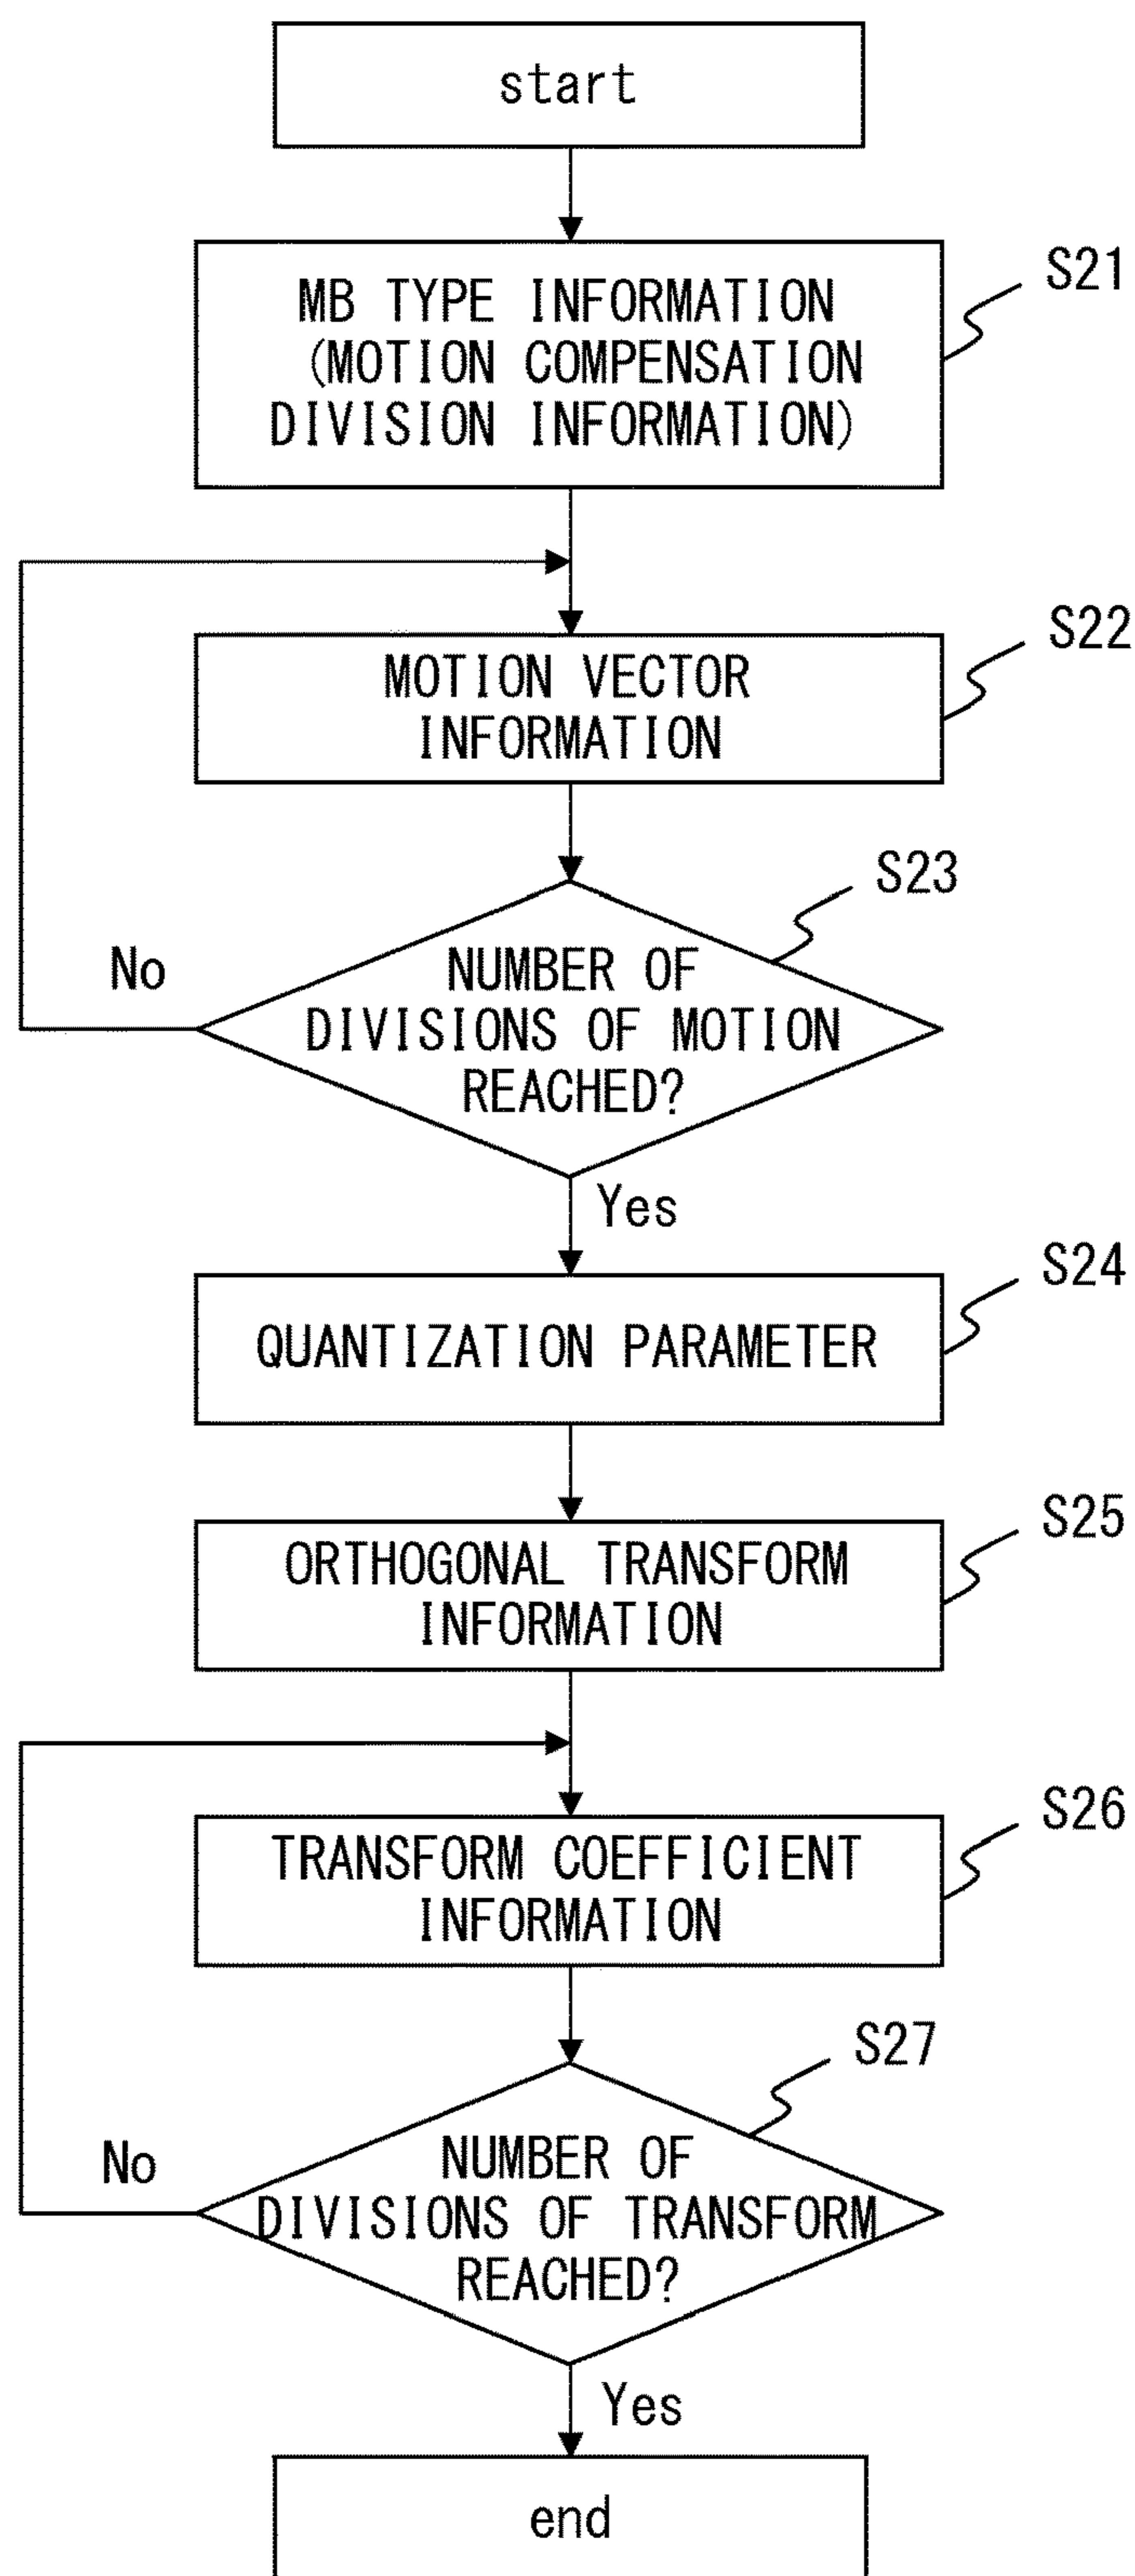 start
MB TYPE INFORMATION
(MOTION COMPENSATION
DIVISION INFORMATION)
S21
MOTION VECTOR
INFORMATION
S22
S23
No
NUMBER OF
DIVISIONS OF MOTION
REACHED?
Yes
S24
QUANTIZATION PARAMETER
S25
ORTHOGONAL TRANSFORM
INFORMATION
S26
TRANSFORM COEFFICIENT
INFORMATION
S27
No
NUMBER OF
DIVISIONS OF TRANSFORM
REACHED?
Yes
end